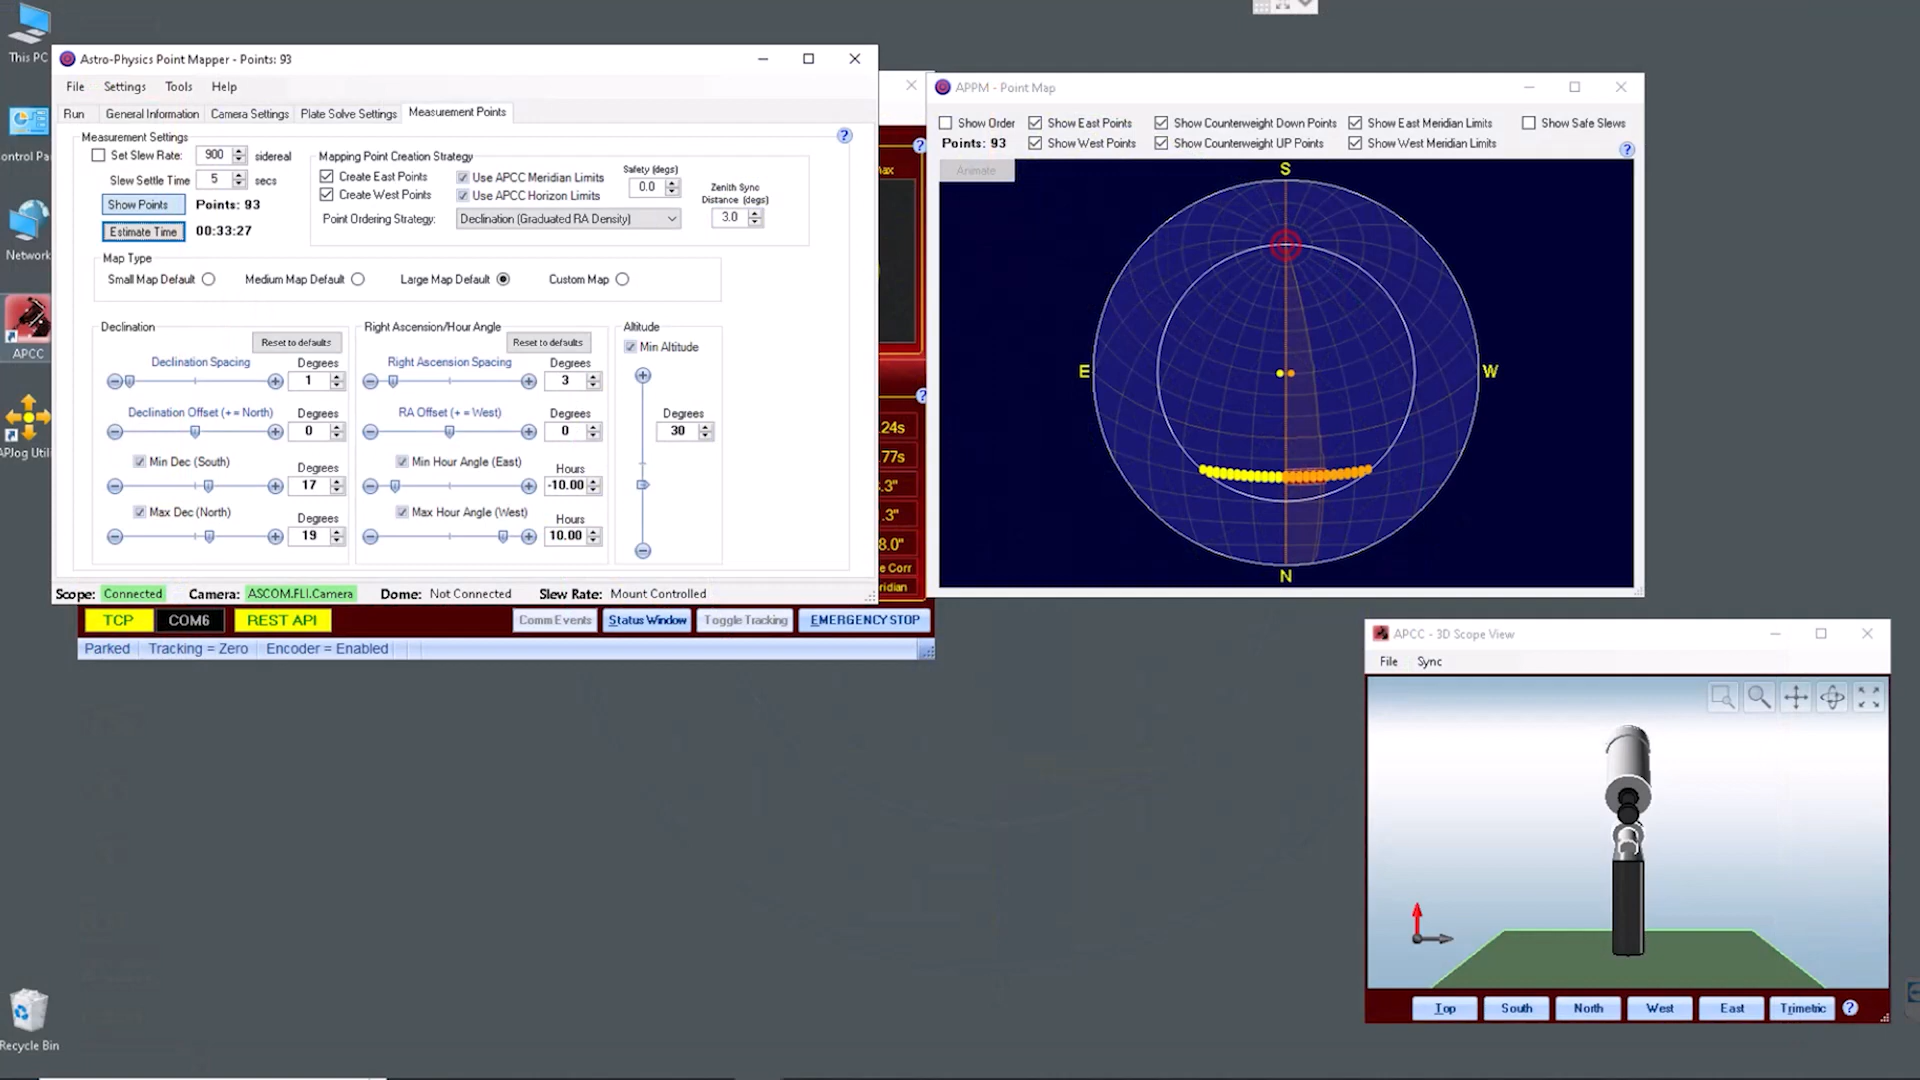 This PC
ontrol Pa
Network
APCC
APJog Utili
Recycle Bin
Astro-Physics Point Mapper - Points: 93
File Settings Tools Help
Run General Information Camera Settings Plate Solve Settings Measurement Points
Measurement Settings
Set Slew Rate: 900 sidereal
Slew Settle Time 5 secs
Show Points Points: 93
Estimate Time 00:33:27
Mapping Point Creation Strategy
Create East Points Use APCC Meridian Limits
Create West Points Use APCC Horizon Limits
Safety (degs)
0.0
Point Ordering Strategy: Declination (Graduated RA Density)
Zenith Sync
Distance (degs)
3.0
Map Type
Small Map Default Medium Map Default Large Map Default Custom Map
Declination
Reset to defaults
Declination Spacing Degrees
1
Declination Offset (+ = North) Degrees
0
Min Dec (South) Degrees
17
Max Dec (North) Degrees
19
Right Ascension/Hour Angle
Reset to defaults
Right Ascension Spacing Degrees
3
RA Offset (+ = West) Degrees
0
Min Hour Angle (East) Hours
-10.00
Max Hour Angle (West) Hours
10.00
Altitude
Min Altitude
Degrees
30
Scope: Connected Camera: ASCOM.FLI.Camera Dome: Not Connected Slew Rate: Mount Controlled
ax
.24s
.77s
.3"
.3"
8.0"
e Corr
ridian
TCP COM6 REST API Comm Events Status Window Toggle Tracking EMERGENCY STOP
Parked Tracking = Zero Encoder = Enabled
APPM - Point Map
Show Order Show East Points Show Counterweight Down Points Show East Meridian Limits Show Safe Slews
Points: 93 Show West Points Show Counterweight UP Points Show West Meridian Limits
Animate
S
E
W
N
APCC - 3D Scope View
File Sync
Top South North West East Trimetric